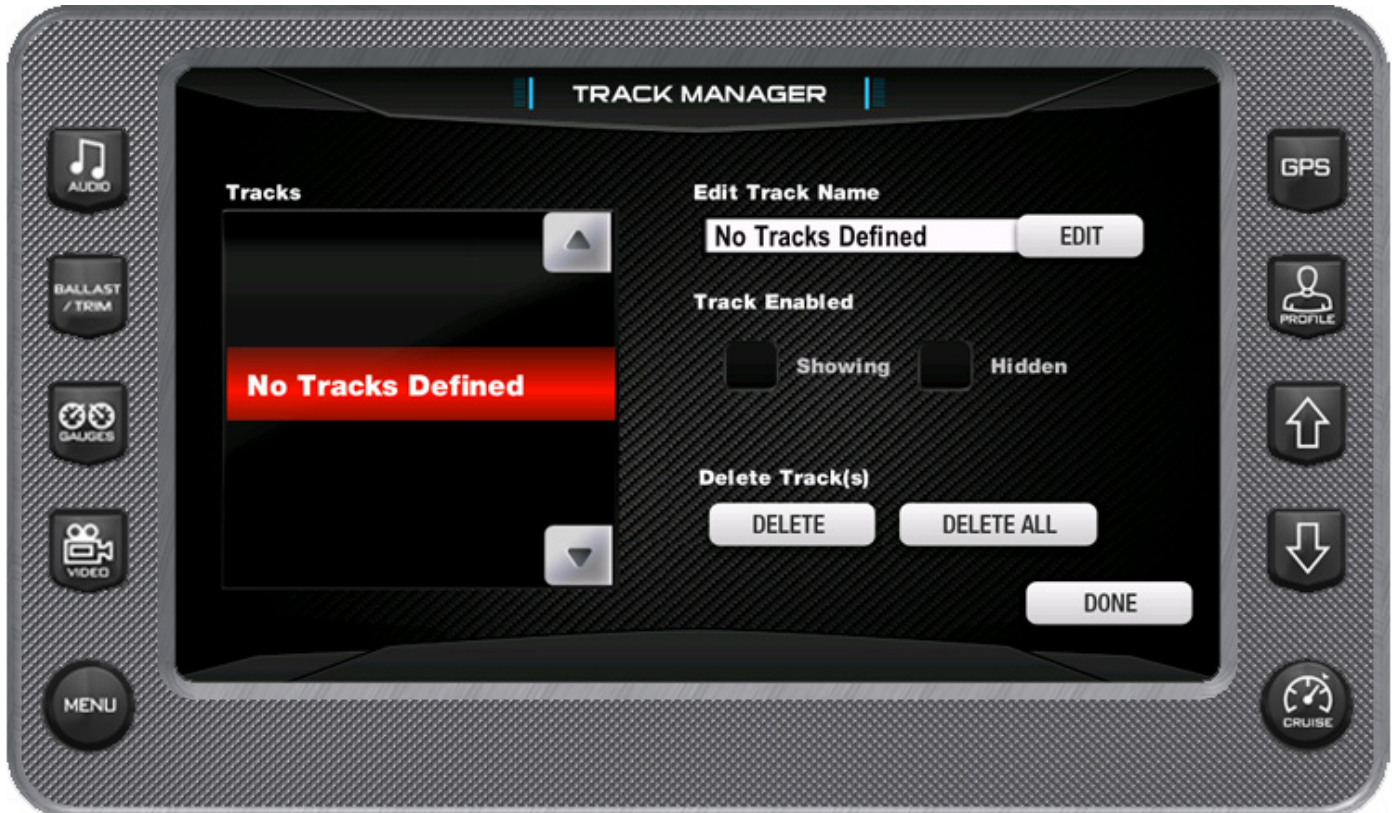 TRACK MANAGER
AUDIO
GPS
Tracks
Edit Track Name
No Tracks Defined
EDIT
BALLAST
/ TRIM
PROFILE
Track Enabled
Showing
Hidden
No Tracks Defined
GAUGES
Delete Track(s)
DELETE
DELETE ALL
VIDEO
DONE
MENU
CRUISE